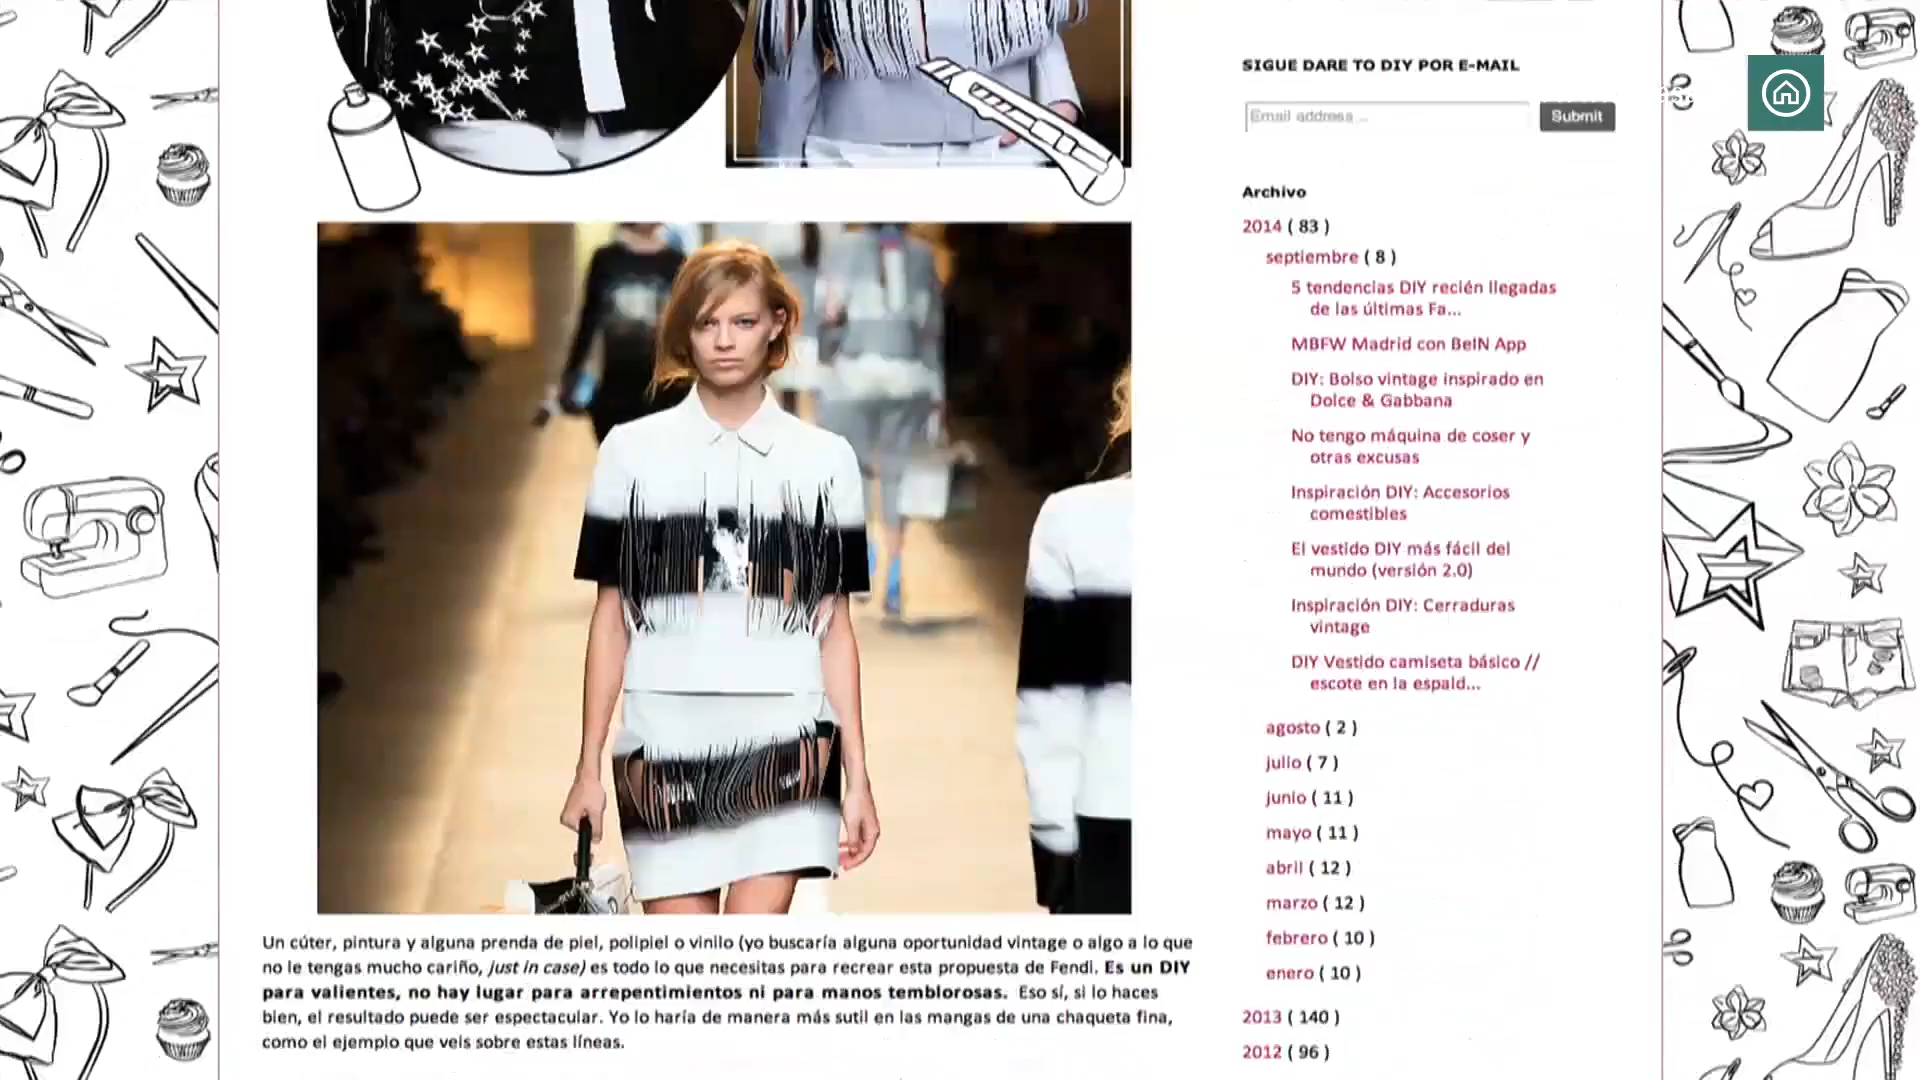 SIGUE DARE TO DIY POR E-MAIL
Email address ...
Submit
Archivo
2014 ( 83 )
septiembre ( 8 )
5 tendencias DIY recién llegadas
de las últimas Fa...
MBFW Madrid con BeIN App
DIY: Bolso vintage inspirado en
Dolce & Gabbana
No tengo máquina de coser y
otras excusas
Inspiración DIY: Accesorios
comestibles
El vestido DIY más fácil del
mundo (versión 2.0)
Inspiración DIY: Cerraduras
vintage
DIY Vestido camiseta básico //
escote en la espald...
agosto ( 2 )
julio ( 7 )
junio ( 11 )
mayo ( 11 )
abril ( 12 )
marzo ( 12 )
febrero ( 10 )
enero ( 10 )
2013 ( 140 )
2012 ( 96 )
Un cúter, pintura y alguna prenda de piel, polipiel o vinilo (yo buscaría alguna oportunidad vintage o algo a lo que
no le tengas mucho cariño, just in case) es todo lo que necesitas para recrear esta propuesta de Fendi. Es un DIY
para valientes, no hay lugar para arrepentimientos ni para manos temblorosas. Eso sí, si lo haces
bien, el resultado puede ser espectacular. Yo lo haría de manera más sutil en las mangas de una chaqueta fina,
como el ejemplo que veis sobre estas líneas.